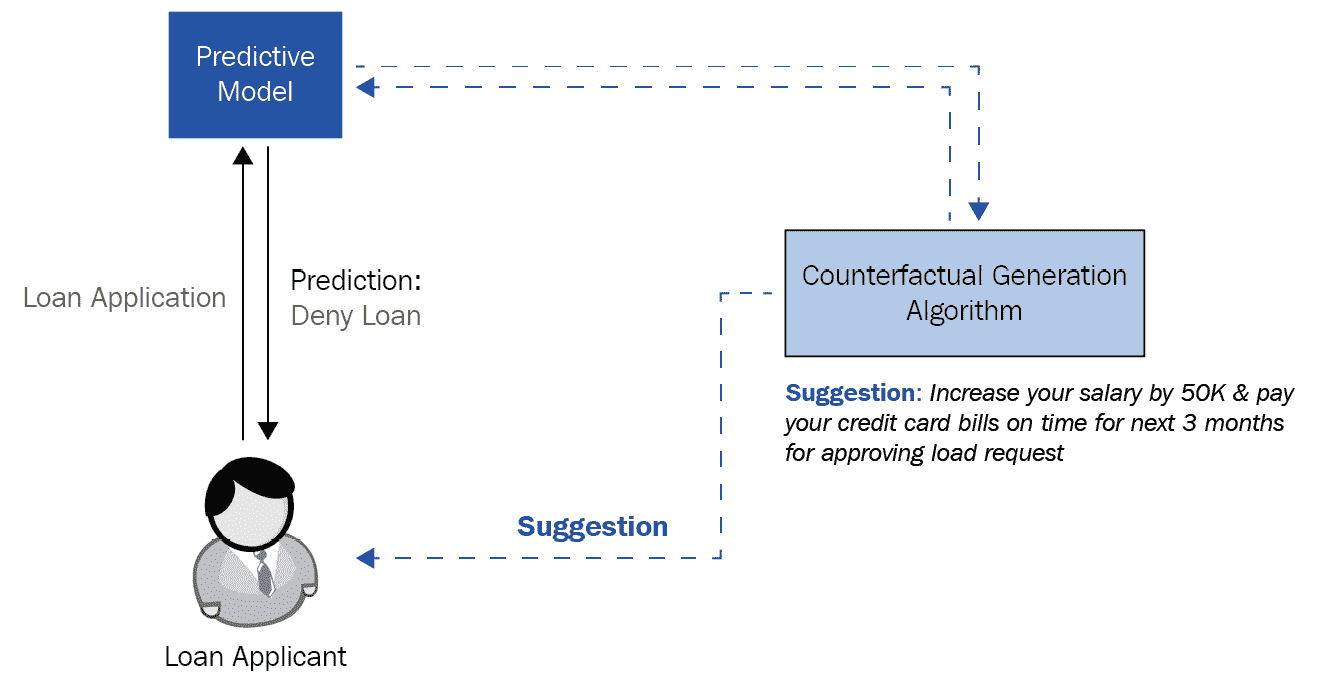 Predictive
Model
Loan Application
Prediction:
Deny Loan
Counterfactual Generation
Algorithm
Suggestion: Increase your salary by 50K & pay
your credit card bills on time for next 3 months
for approving load request
Suggestion
Loan Applicant